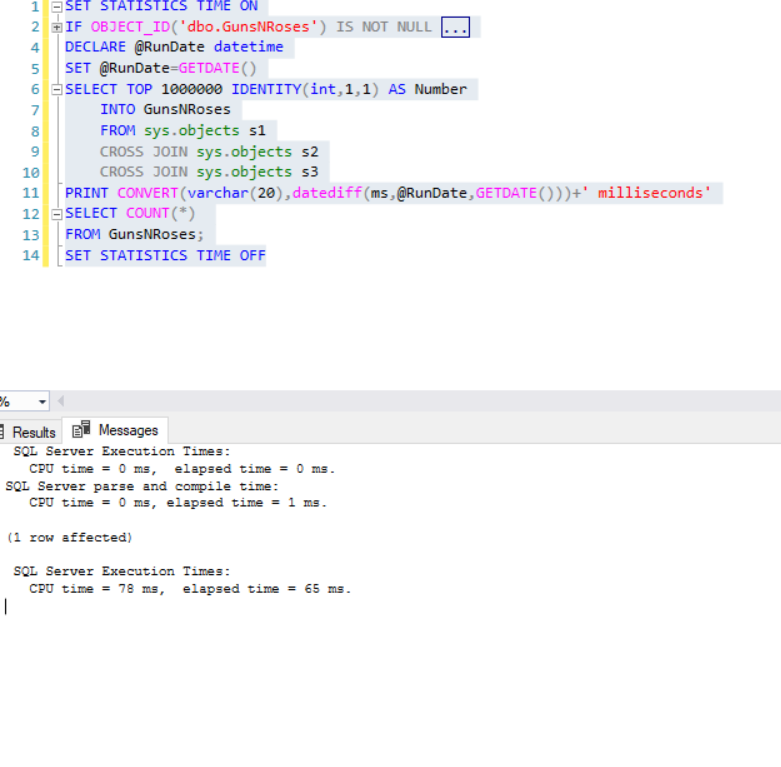 1 SET STATISTICS TIME ON
2 IF OBJECT_ID('dbo.GunsNRoses') IS NOT NULL ...
4 DECLARE @RunDate datetime
5 SET @RunDate=GETDATE()
6 SELECT TOP 1000000 IDENTITY(int,1,1) AS Number
7 INTO GunsNRoses
8 FROM sys.objects s1
9 CROSS JOIN sys.objects s2
10 CROSS JOIN sys.objects s3
11 PRINT CONVERT(varchar(20),datediff(ms,@RunDate,GETDATE()))+' milliseconds'
12 SELECT COUNT(*)
13 FROM GunsNRoses;
14 SET STATISTICS TIME OFF
%
Results Messages
SQL Server Execution Times:
CPU time = 0 ms, elapsed time = 0 ms.
SQL Server parse and compile time:
CPU time = 0 ms, elapsed time = 1 ms.
(1 row affected)
SQL Server Execution Times:
CPU time = 78 ms, elapsed time = 65 ms.